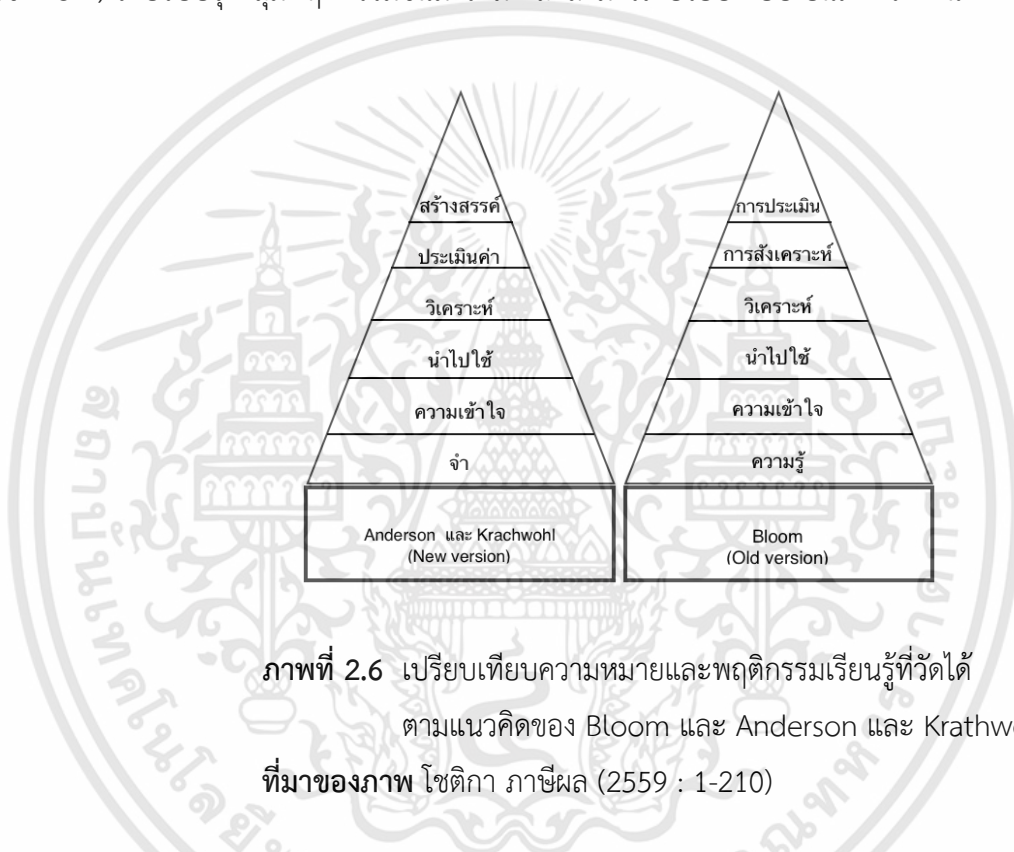 สร้างสรรค์
ประเมินค่า
วิเคราะห์
นำไปใช้
ความเข้าใจ
จำ
Anderson และ Krachwohl
(New version)
การประเมิน
การสังเคราะห์
วิเคราะห์
นำไปใช้
ความเข้าใจ
ความรู้
Bloom
(Old version)
ภาพที่ 2.6 เปรียบเทียบความหมายและพฤติกรรมเรียนรู้ที่วัดได้
ตามแนวคิดของ Bloom และ Anderson และ Krathw
ที่มาของภาพ โชติกา ภาษีผล (2559 : 1-210)